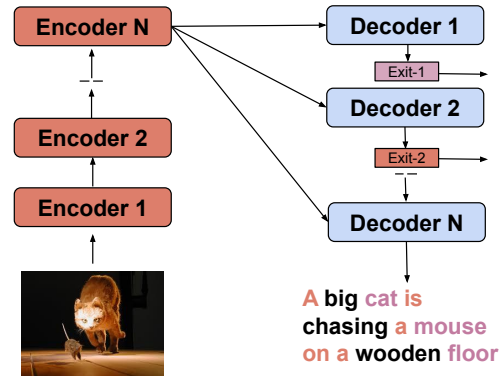 Encoder N
Encoder 2
Encoder 1
Decoder 1
Exit-1
Decoder 2
Exit-2
Decoder N
A big cat is
chasing a mouse
on a wooden floor